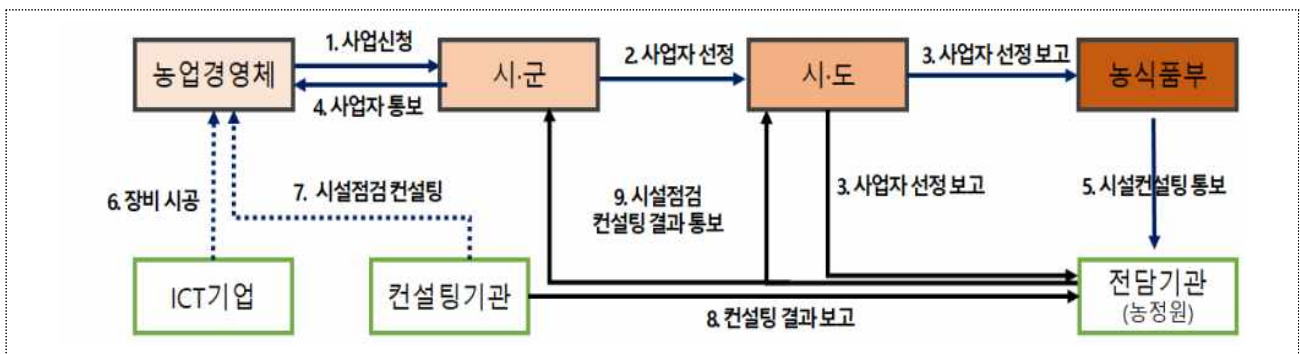 1. 사업신청
2. 사업자 선정
3. 사업자 선정 보고
농업경영체
시·군
시·도
농식품부
4. 사업자 통보
6. 장비 시공
7. 시설점검 컨설팅
9. 시설점검
컨설팅 결과 통보
3. 사업자 선정 보고
5. 시설컨설팅 통보
ICT기업
컨설팅기관
전담기관
(농정원)
8. 컨설팅 결과 보고